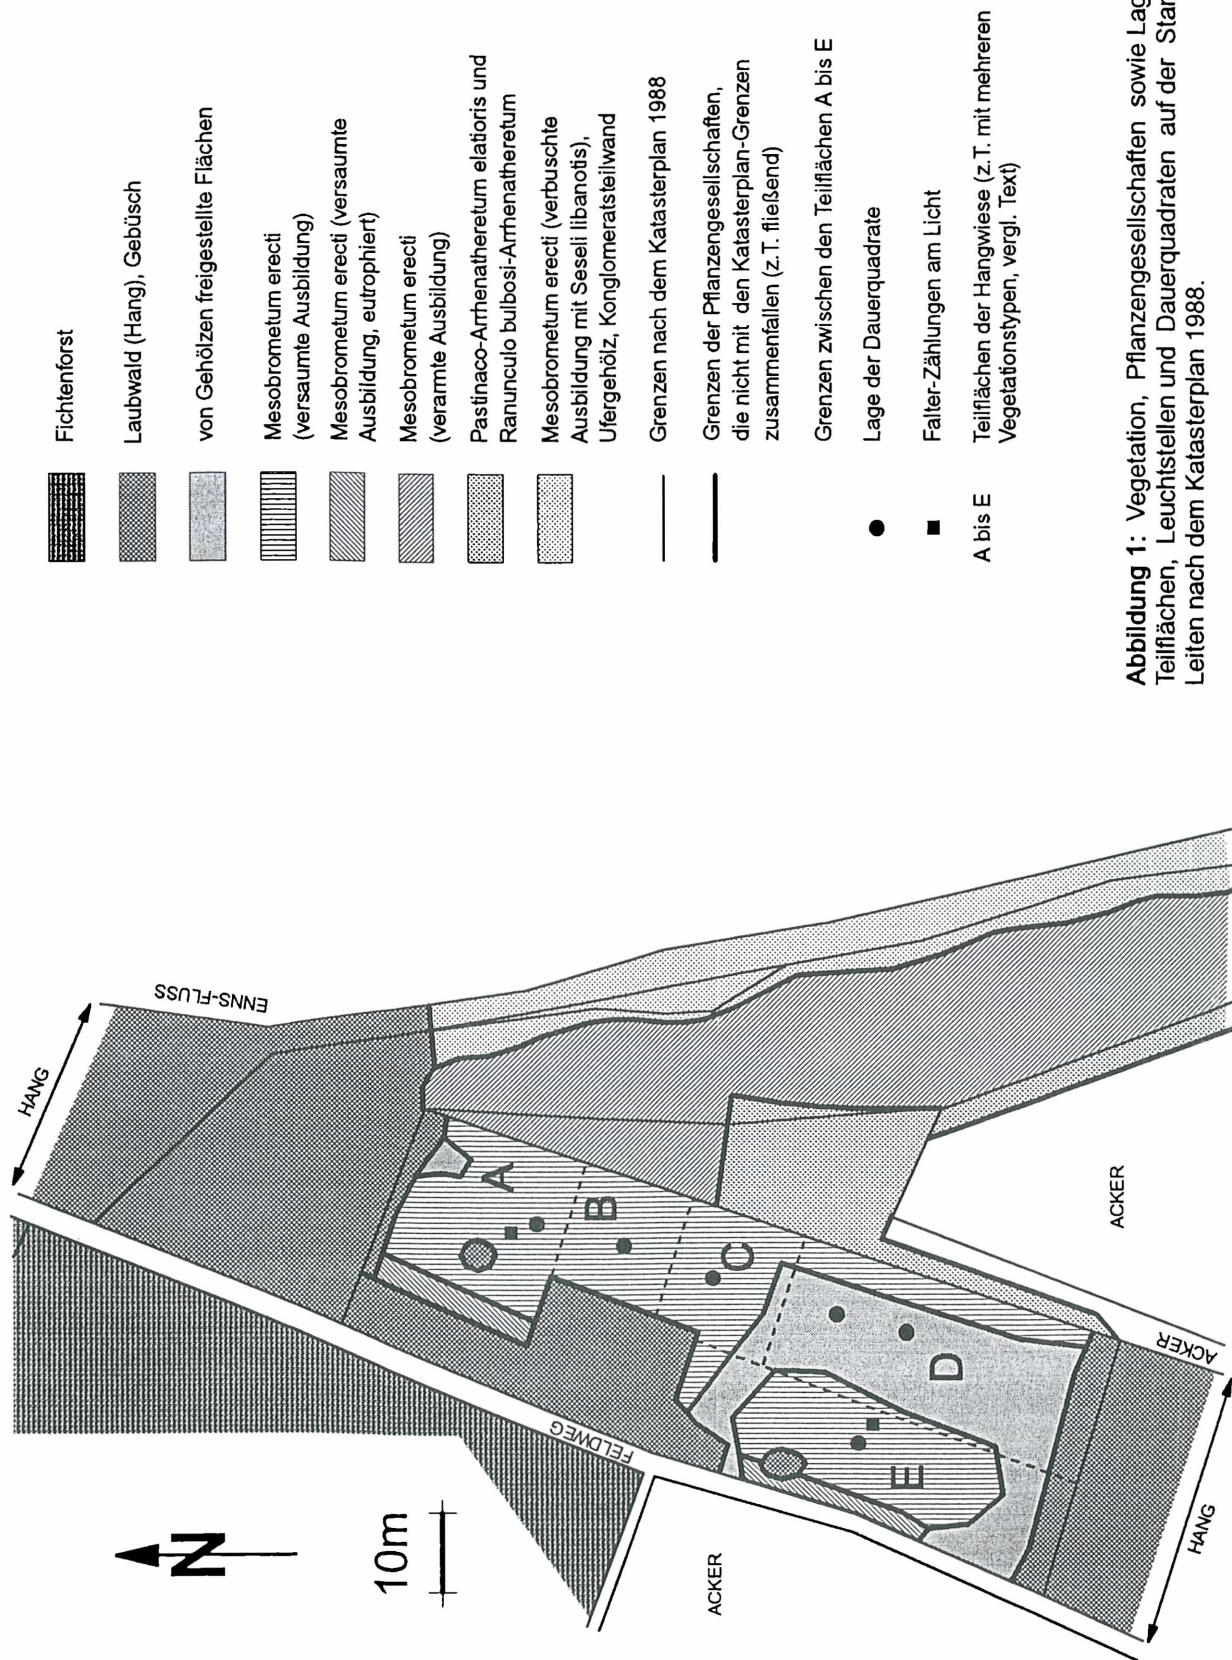 Fichtenforst
Laubwald (Hang), Gebüsch
von Gehölzen freigestellte Flächen
Mesobrometum erecti
(versaumte Ausbildung)
Mesobrometum erecti (versaumte
Ausbildung, eutrophiert)
Mesobrometum erecti
(verarmte Ausbildung)
Pastinaco-Arrhenatheretum elatioris und
Ranunculo bulbosi-Arrhenatheretum
Mesobrometum erecti (verbuschte
Ausbildung mit Seseli libanotis),
Ufergehölz, Konglomeratsteilwand
Grenzen nach dem Katasterplan 1988
Grenzen der Pflanzengesellschaften,
die nicht mit den Katasterplan-Grenzen
zusammenfallen (z.T. fließend)
Grenzen zwischen den Teilflächen A bis E
Lage der Dauerquadrate
Falter-Zählungen am Licht
A bis E Teilflächen der Hangwiese (z.T. mit mehreren
Vegetationstypen, vergl. Text)
Abbildung 1: Vegetation, Pflanzengesellschaften sowie
Teilflächen, Leuchtstellen und Dauerquadraten auf der
Leiten nach dem Katasterplan 1988.
HANG
ENNS-FLUSS
A
B
C
D
E
FELDWEG
ACKER
ACKER
ACKER
HANG
N
10m